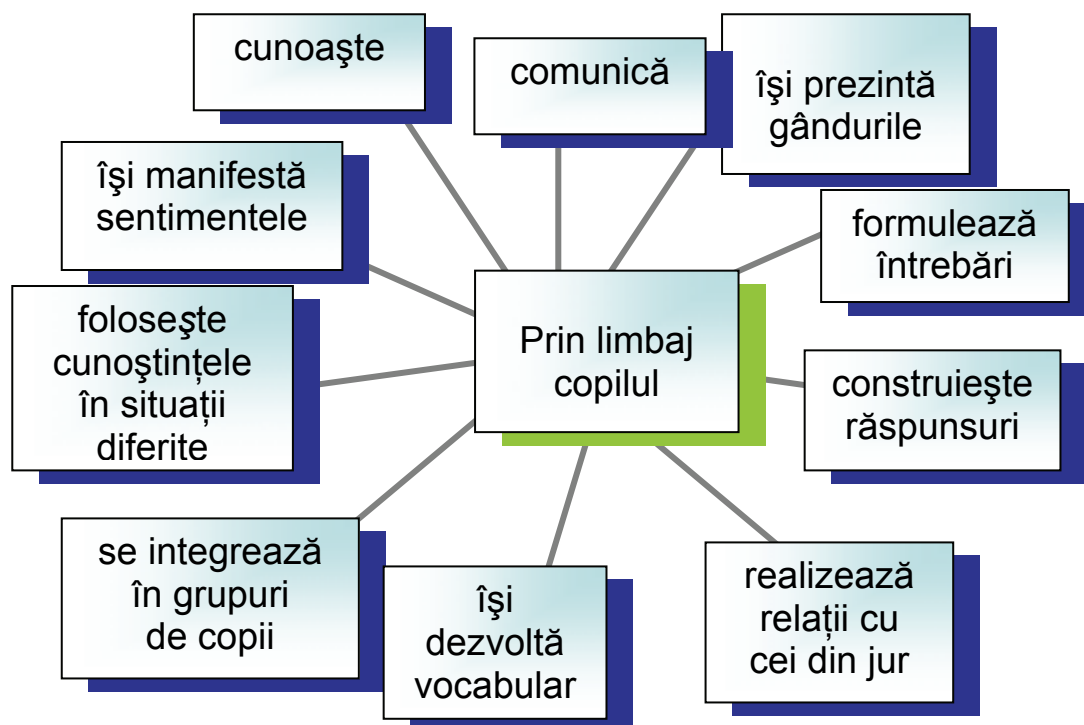 cunoaşte
comunică
îşi prezintă
gândurile
îşi manifestă
sentimentele
formulează
întrebări
Prin limbaj
copilul
foloseşte
cunoştinţele
în situaţii
diferite
construieşte
răspunsuri
se integrează
în grupuri
de copii
îşi
dezvoltă
vocabular
realizează
relaţii cu
cei din jur